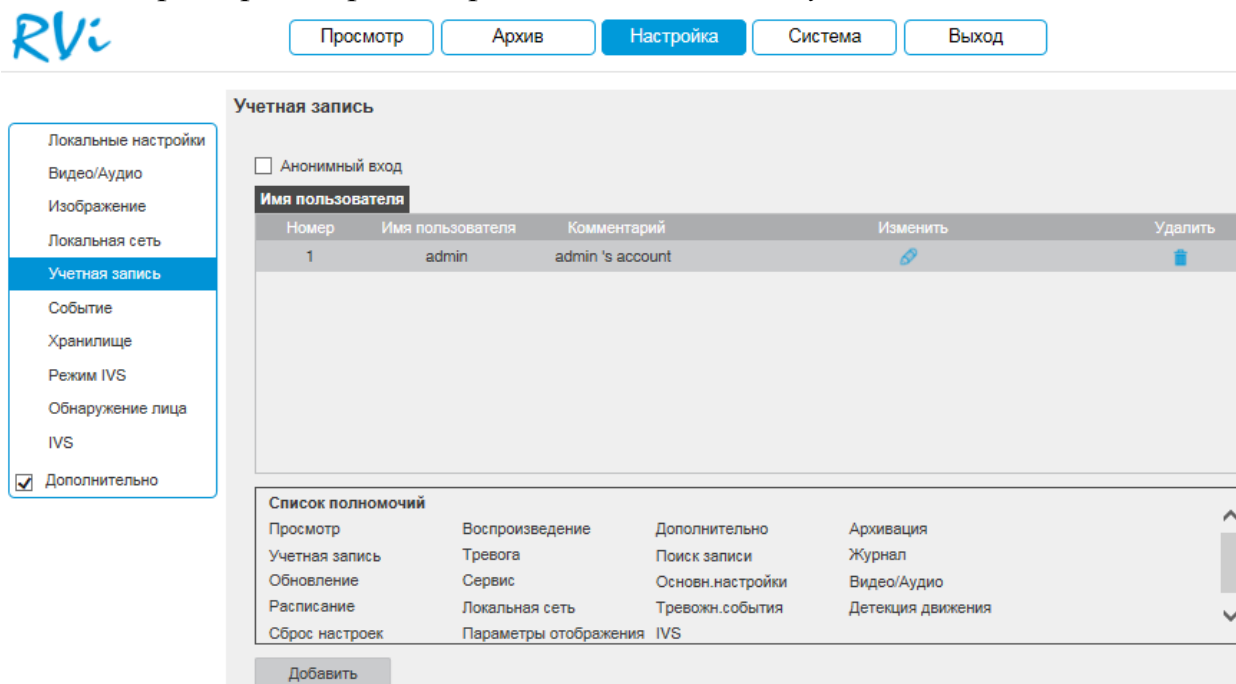 RVi
Просмотр Архив Настройка Система Выход
Учетная запись
Локальные настройки
Видео/Аудио
Изображение
Локальная сеть
Учетная запись
Событие
Хранилище
Режим IVS
Обнаружение лица
IVS
Дополнительно
Анонимный вход
Имя пользователя
Номер Имя пользователя Комментарий Изменить Удалить
1 admin admin 's account
Список полномочий
Просмотр Воспроизведение Дополнительно Архивация
Учетная запись Тревога Поиск записи Журнал
Обновление Сервис Основн.настройки Видео/Аудио
Расписание Локальная сеть Тревожн.события Детекция движения
Сброс настроек Параметры отображения IVS
Добавить